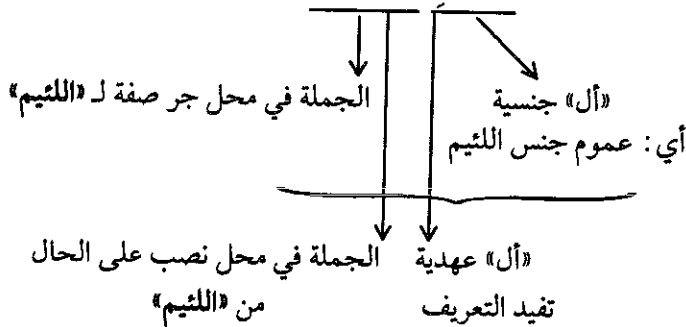 «أل» جنسية الجملة في محل جر صفة لـ «اللئيم»
أي: عموم جنس اللئيم
«أل» عهدية الجملة في محل نصب على الحال
تفيد التعريف من «اللئيم»